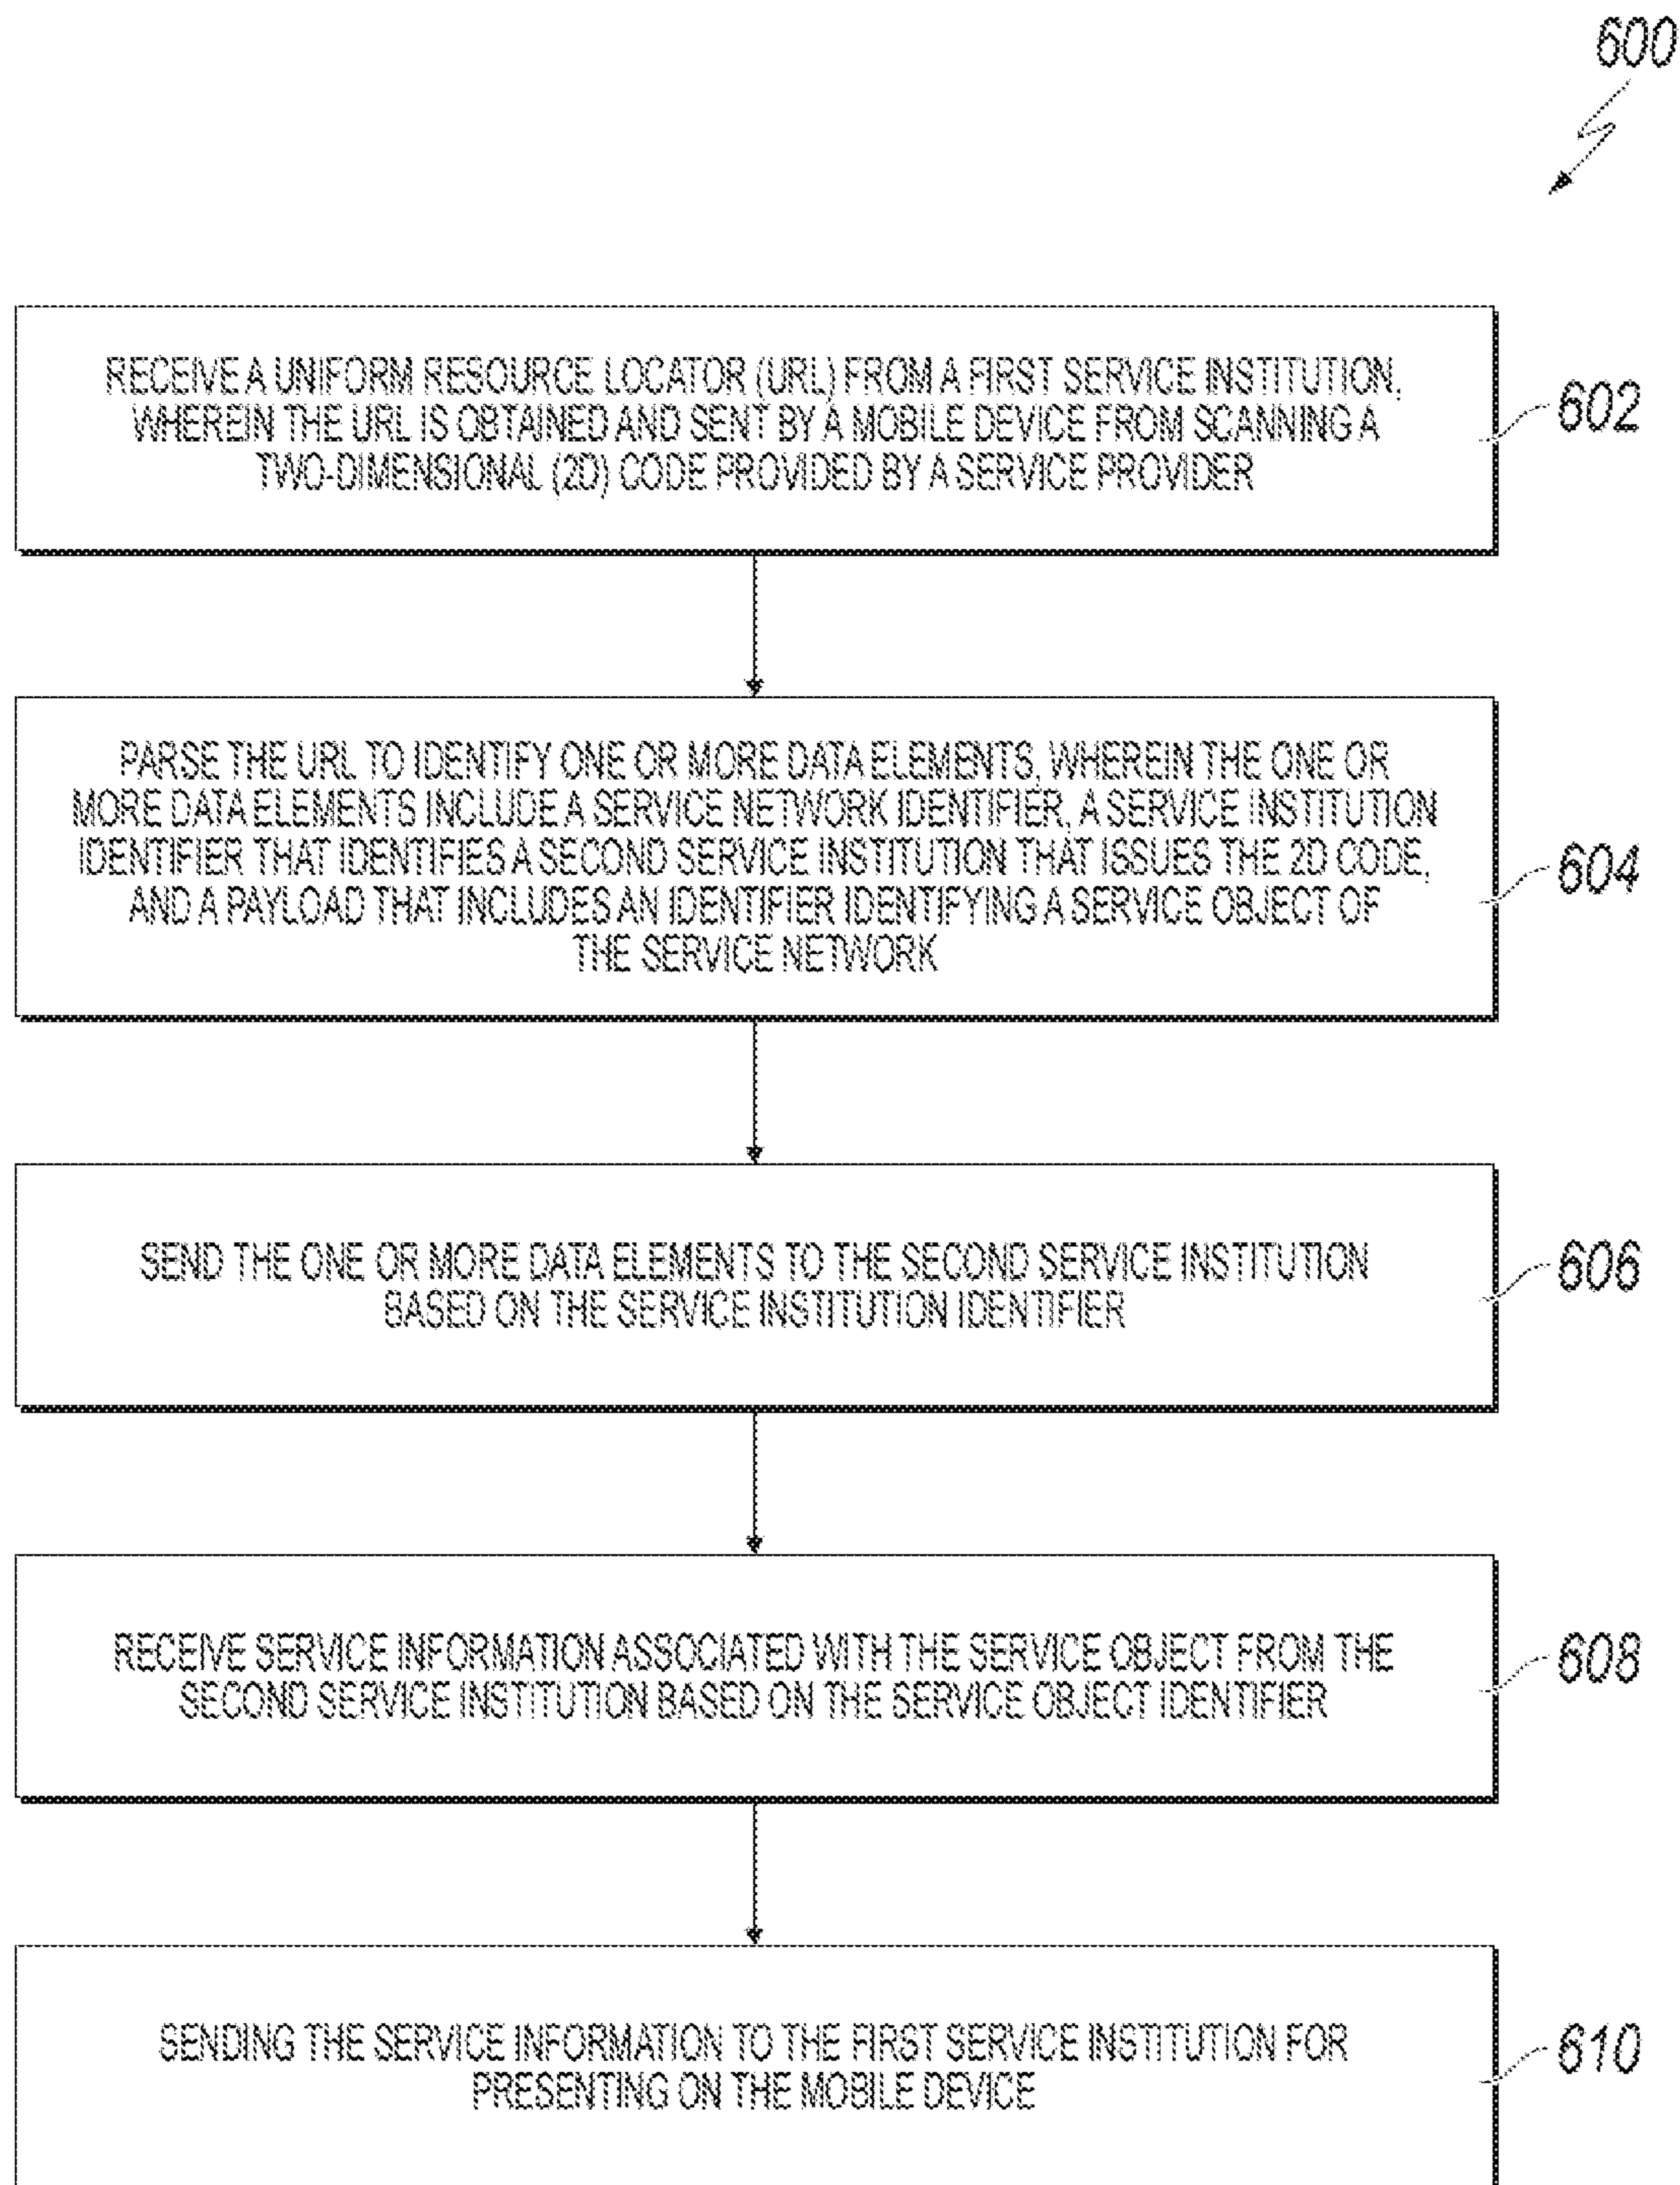 600
RECEIVE A UNIFORM RESOURCE LOCATOR (URL) FROM A FIRST SERVICE INSTITUTION,
WHEREIN THE URL IS OBTAINED AND SENT BY A MOBILE DEVICE FROM SCANNING A
TWO-DIMENSIONAL (2D) CODE PROVIDED BY A SERVICE PROVIDER
602
PARSE THE URL TO IDENTIFY ONE OR MORE DATA ELEMENTS, WHEREIN THE ONE OR
MORE DATA ELEMENTS INCLUDE A SERVICE NETWORK IDENTIFIER, A SERVICE INSTITUTION
IDENTIFIER THAT IDENTIFIES A SECOND SERVICE INSTITUTION THAT ISSUES THE 2D CODE,
AND A PAYLOAD THAT INCLUDES AN IDENTIFIER IDENTIFYING A SERVICE OBJECT OF
THE SERVICE NETWORK
604
SEND THE ONE OR MORE DATA ELEMENTS TO THE SECOND SERVICE INSTITUTION
BASED ON THE SERVICE INSTITUTION IDENTIFIER
606
RECEIVE SERVICE INFORMATION ASSOCIATED WITH THE SERVICE OBJECT FROM THE
SECOND SERVICE INSTITUTION BASED ON THE SERVICE OBJECT IDENTIFIER
608
SENDING THE SERVICE INFORMATION TO THE FIRST SERVICE INSTITUTION FOR
PRESENTING ON THE MOBILE DEVICE
610